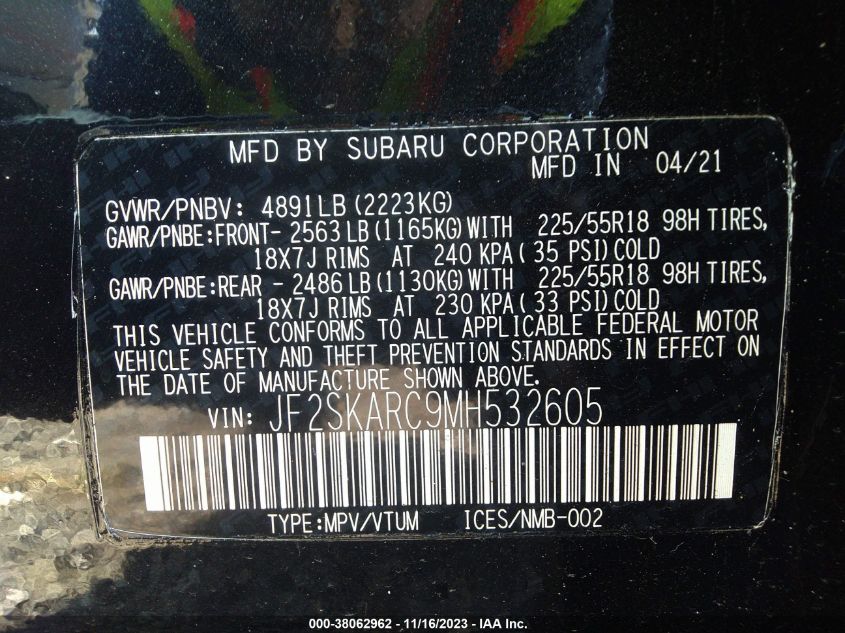 MFD BY SUBARU CORPORATION
MFD IN 04/21
GVWR/PNBV: 4891LB (2223KG)
GAWR/PNBE:FRONT- 2563 LB (1165KG) WITH 225/55R18 98H TIRES,
18X7J RIMS AT 240 KPA ( 35 PSI) COLD
GAWR/PNBE:REAR - 2486 LB (1130KG) WITH 225/55R18 98H TIRES,
18X7J RIMS AT 230 KPA ( 33 PSI) COLD
THIS VEHICLE CONFORMS TO ALL APPLICABLE FEDERAL MOTOR
VEHICLE SAFETY AND THEFT PREVENTION STANDARDS IN EFFECT ON
THE DATE OF MANUFACTURE SHOWN ABOVE.
VIN: JF2SKARC9MH532605
TYPE:MPV/VTUM ICES/NMB-002
000-38062962 - 11/16/2023 - IAA Inc.